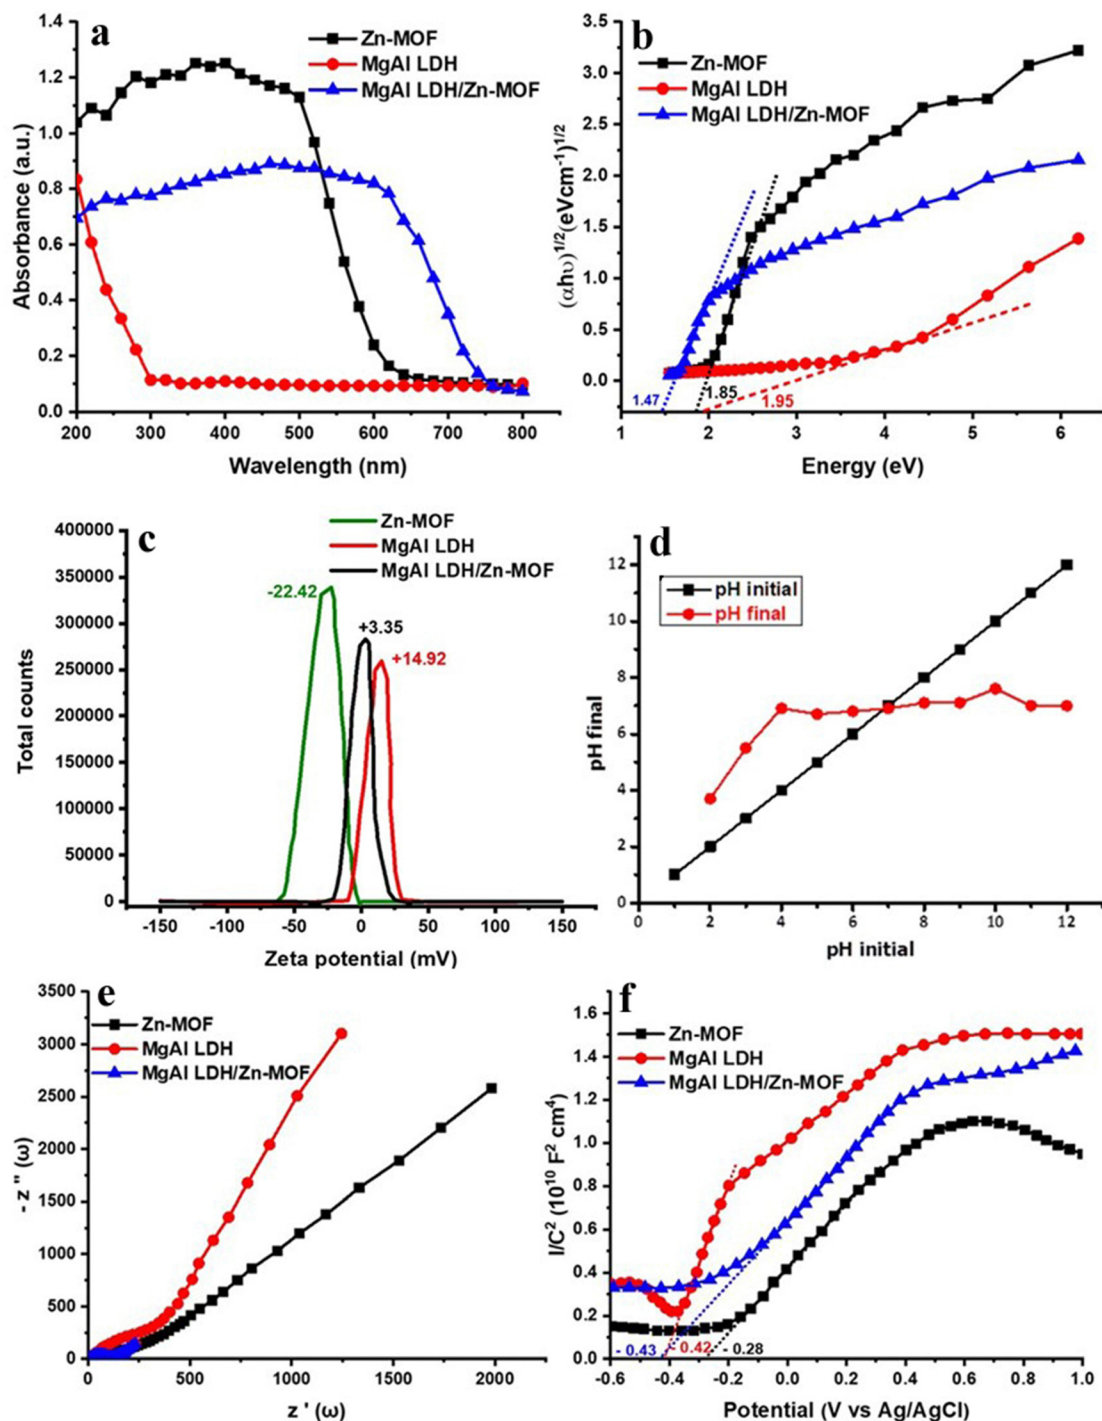 a
Zn-MOF
MgAl LDH
MgAl LDH/Zn-MOF
Absorbance (a.u.)
1.4
1.2
1.0
0.8
0.6
0.4
0.2
0.0
200 300 400 500 600 700 800
Wavelength (nm)
b
Zn-MOF
MgAl LDH
MgAl LDH/Zn-MOF
(αhυ)^1/2(eVcm⁻¹)^1/2
3.5
3.0
2.5
2.0
1.5
1.0
0.5
0.0
1.47
1.85
1.95
1 2 3 4 5 6
Energy (eV)
c
Zn-MOF
MgAl LDH
MgAl LDH/Zn-MOF
Total counts
400000
350000
300000
250000
200000
150000
100000
50000
0
-22.42
+3.35
+14.92
-150 -100 -50 0 50 100 150
Zeta potential (mV)
d
pH initial
pH final
pH final
12
10
8
6
4
2
0
0 2 4 6 8 10 12
pH initial
e
Zn-MOF
MgAl LDH
MgAl LDH/Zn-MOF
- z'' (ω)
3500
3000
2500
2000
1500
1000
500
0
0 500 1000 1500 2000
z ' (ω)
f
Zn-MOF
MgAl LDH
MgAl LDH/Zn-MOF
I/C² (10¹⁰ F² cm⁴)
1.6
1.4
1.2
1.0
0.8
0.6
0.4
0.2
0.0
- 0.43
- 0.42
- 0.28
-0.6 -0.4 -0.2 0.0 0.2 0.4 0.6 0.8 1.0
Potential (V vs Ag/AgCl)